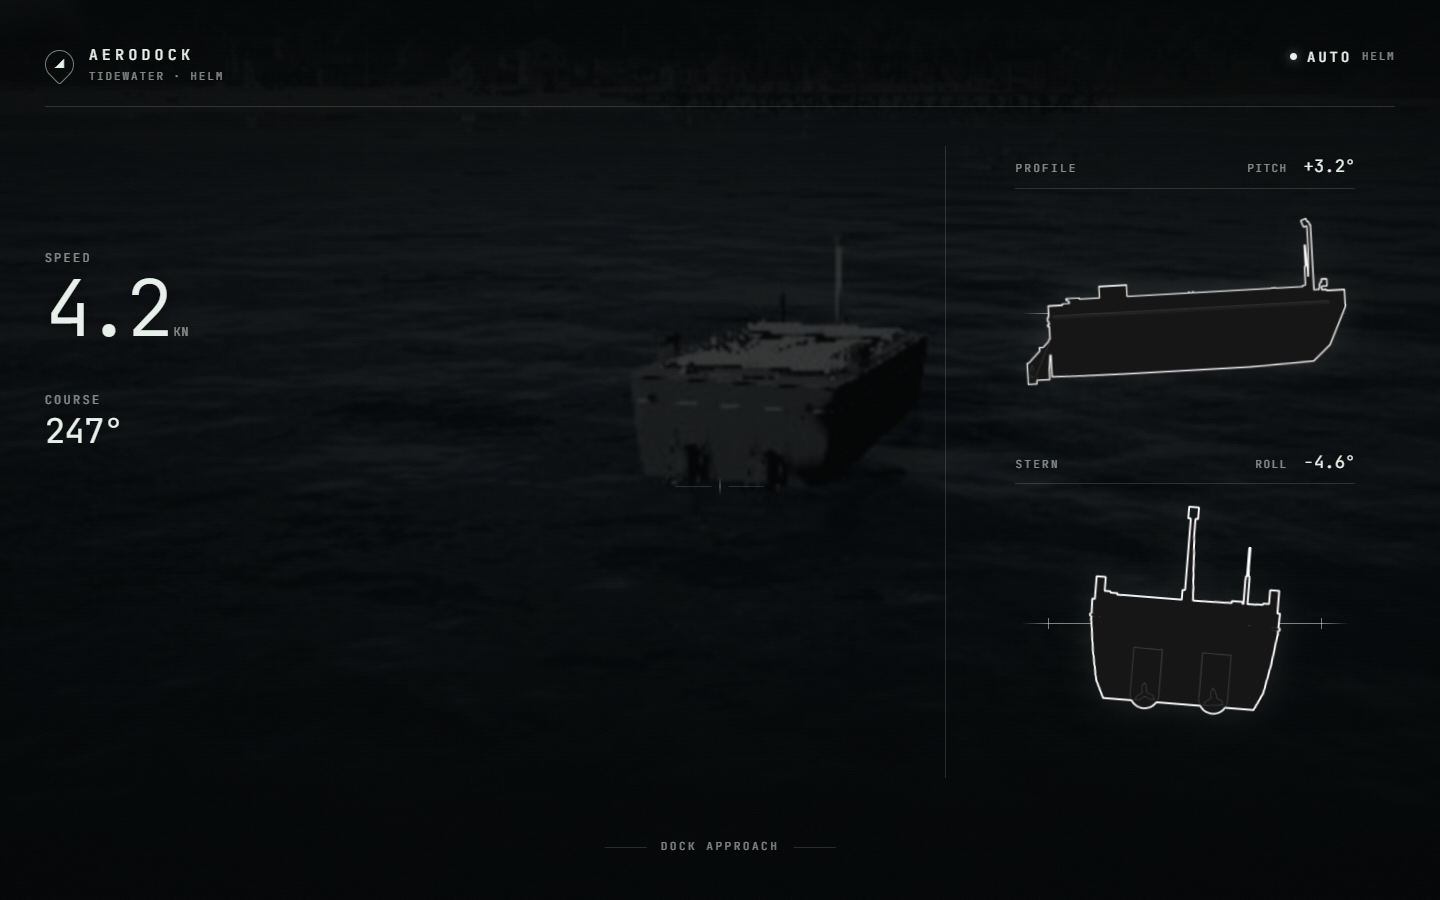 AERODOCK
TIDEWATER · HELM
AUTO HELM
SPEED
4.2 KN
COURSE
247°
PROFILE PITCH +3.2°
STERN ROLL -4.6°
DOCK APPROACH